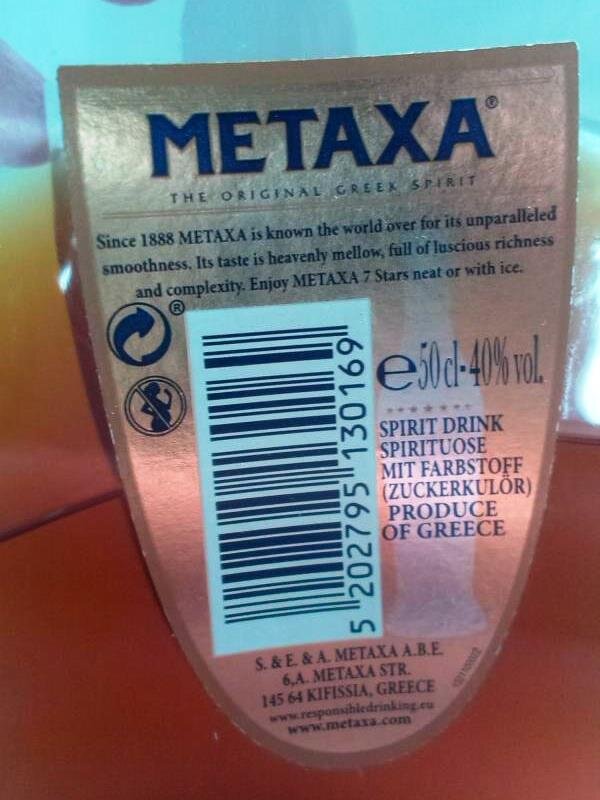 METAXA®
THE ORIGINAL GREEK SPIRIT
Since 1888 METAXA is known the world over for its unparalleled
smoothness. Its taste is heavenly mellow, full of luscious richness
and complexity. Enjoy METAXA 7 Stars neat or with ice.
®
e 50 cl·40% vol.
SPIRIT DRINK
SPIRITUOSE
MIT FARBSTOFF
(ZUCKERKULÖR)
PRODUCE
OF GREECE
5 202795 130169
S. & E. & A. METAXA A.B.E.
6,A. METAXA STR.
145 64 KIFISSIA, GREECE
www.responsibledrinking.eu
www.metaxa.com